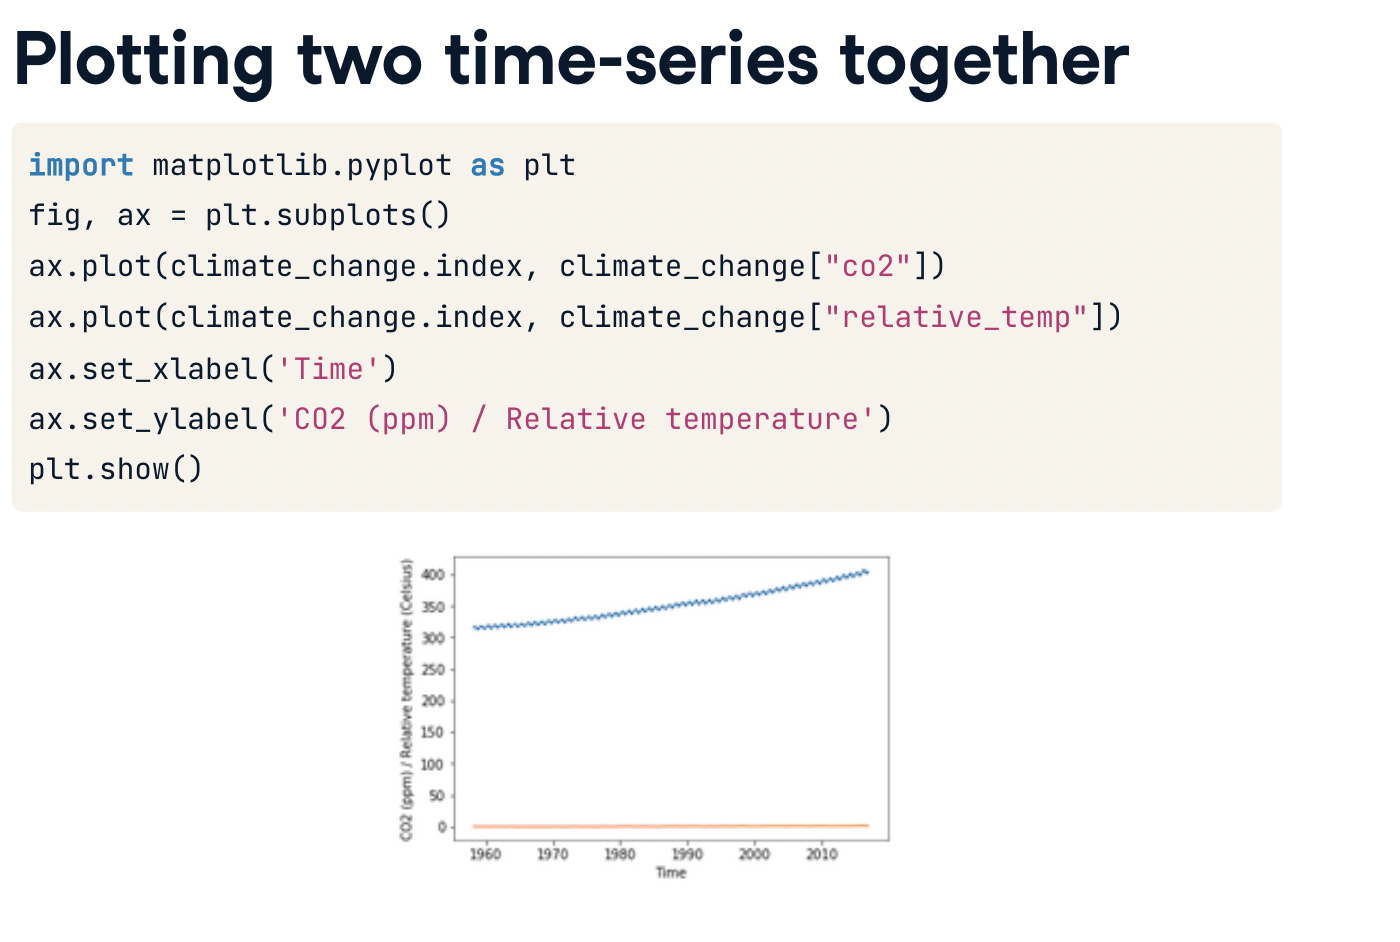 Plotting two time-series together
import matplotlib.pyplot as plt
fig, ax = plt.subplots()
ax.plot(climate_change.index, climate_change["co2"])
ax.plot(climate_change.index, climate_change["relative_temp"])
ax.set_xlabel('Time')
ax.set_ylabel('CO2 (ppm) / Relative temperature')
plt.show()
CO2 (ppm) / Relative temperature (Celsius)
400
350
300
250
200
150
100
50
0
1960 1970 1980 1990 2000 2010
Time